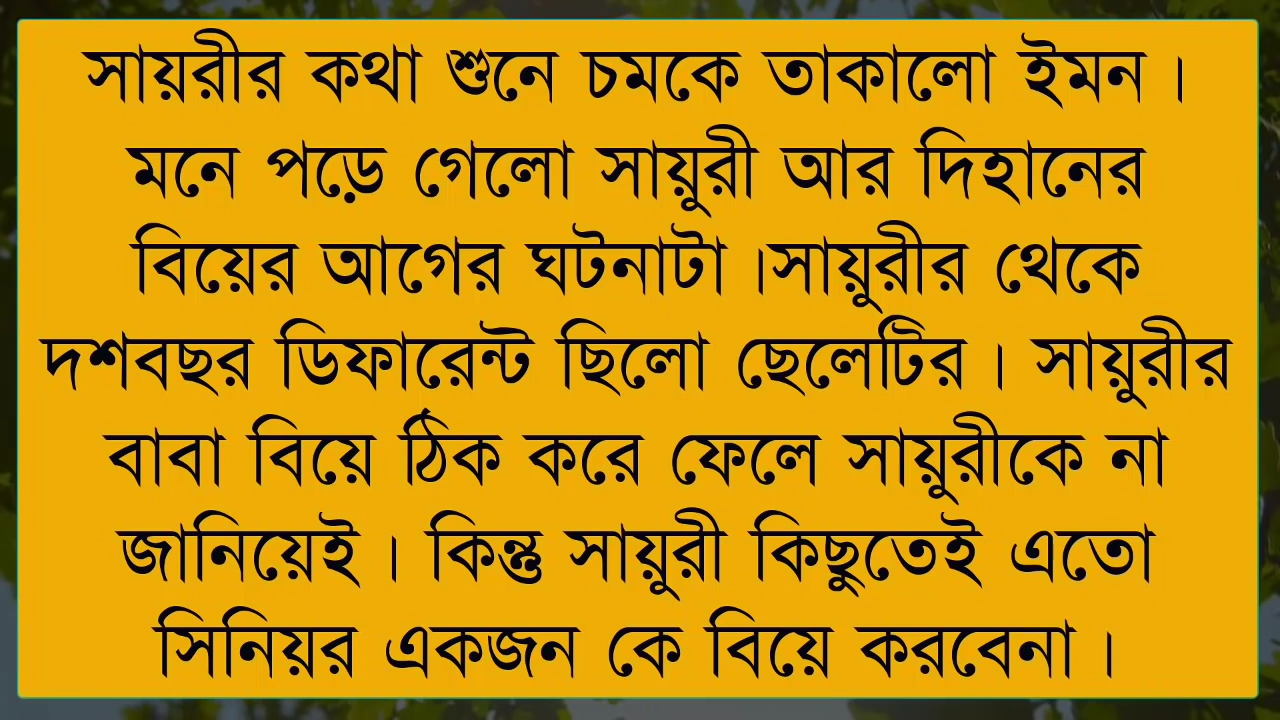 সায়রীর কথা শুনে চমকে তাকালো ইমন।
মনে পড়ে গেলো সায়ুরী আর দিহানের
বিয়ের আগের ঘটনাটা।সায়ুরীর থেকে
দশবছর ডিফারেন্ট ছিলো ছেলেটির। সায়ুরীর
বাবা বিয়ে ঠিক করে ফেলে সায়ুরীকে না
জানিয়েই। কিন্তু সায়ুরী কিছুতেই এতো
সিনিয়র একজন কে বিয়ে করবেনা।